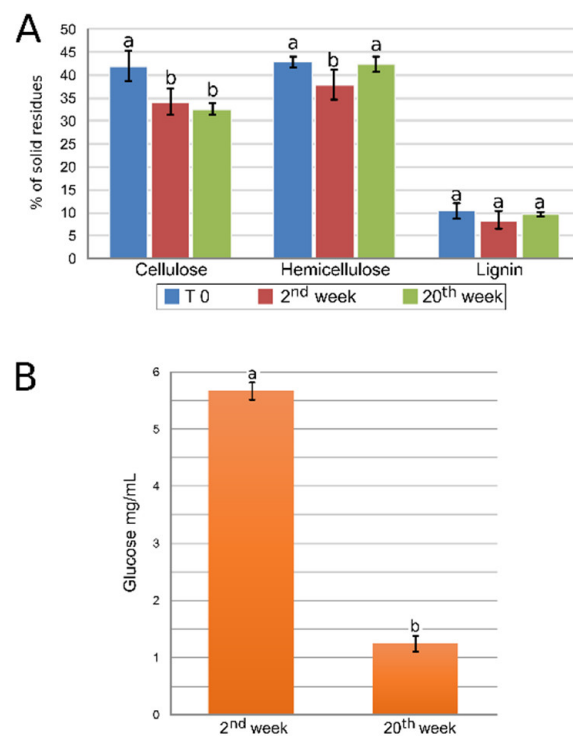 A
% of solid residues
50
45
40
35
30
25
20
15
10
5
0
a
b
b
a
b
a
a
a
a
Cellulose
Hemicellulose
Lignin
T 0
2nd week
20th week
B
Glucose mg/mL
6
5
4
3
2
1
0
a
b
2nd week
20th week